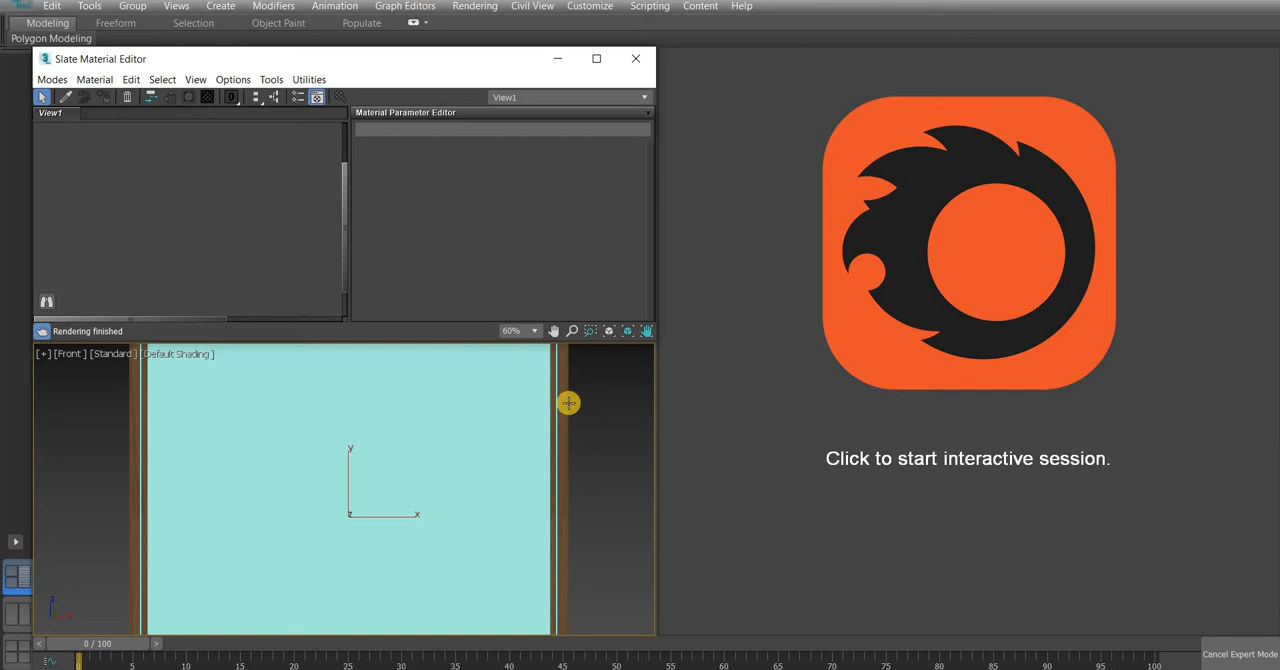 Edit Tools Group Views Create Modifiers Animation Graph Editors Rendering Civil View Customize Scripting Content Help
Modeling Freeform Selection Object Paint Populate
Polygon Modeling
Slate Material Editor
Modes Material Edit Select View Options Tools Utilities
0 View1
View1 Material Parameter Editor
Rendering finished 60%
[ + ] [Front ] [Standard ] [Default Shading ]
y
z x
Click to start interactive session.
z
< 0 / 100 >
0 5 10 15 20 25 30 35 40 45 50 55 60 65 70 75 80 85 90 95 100
Cancel Expert Mode